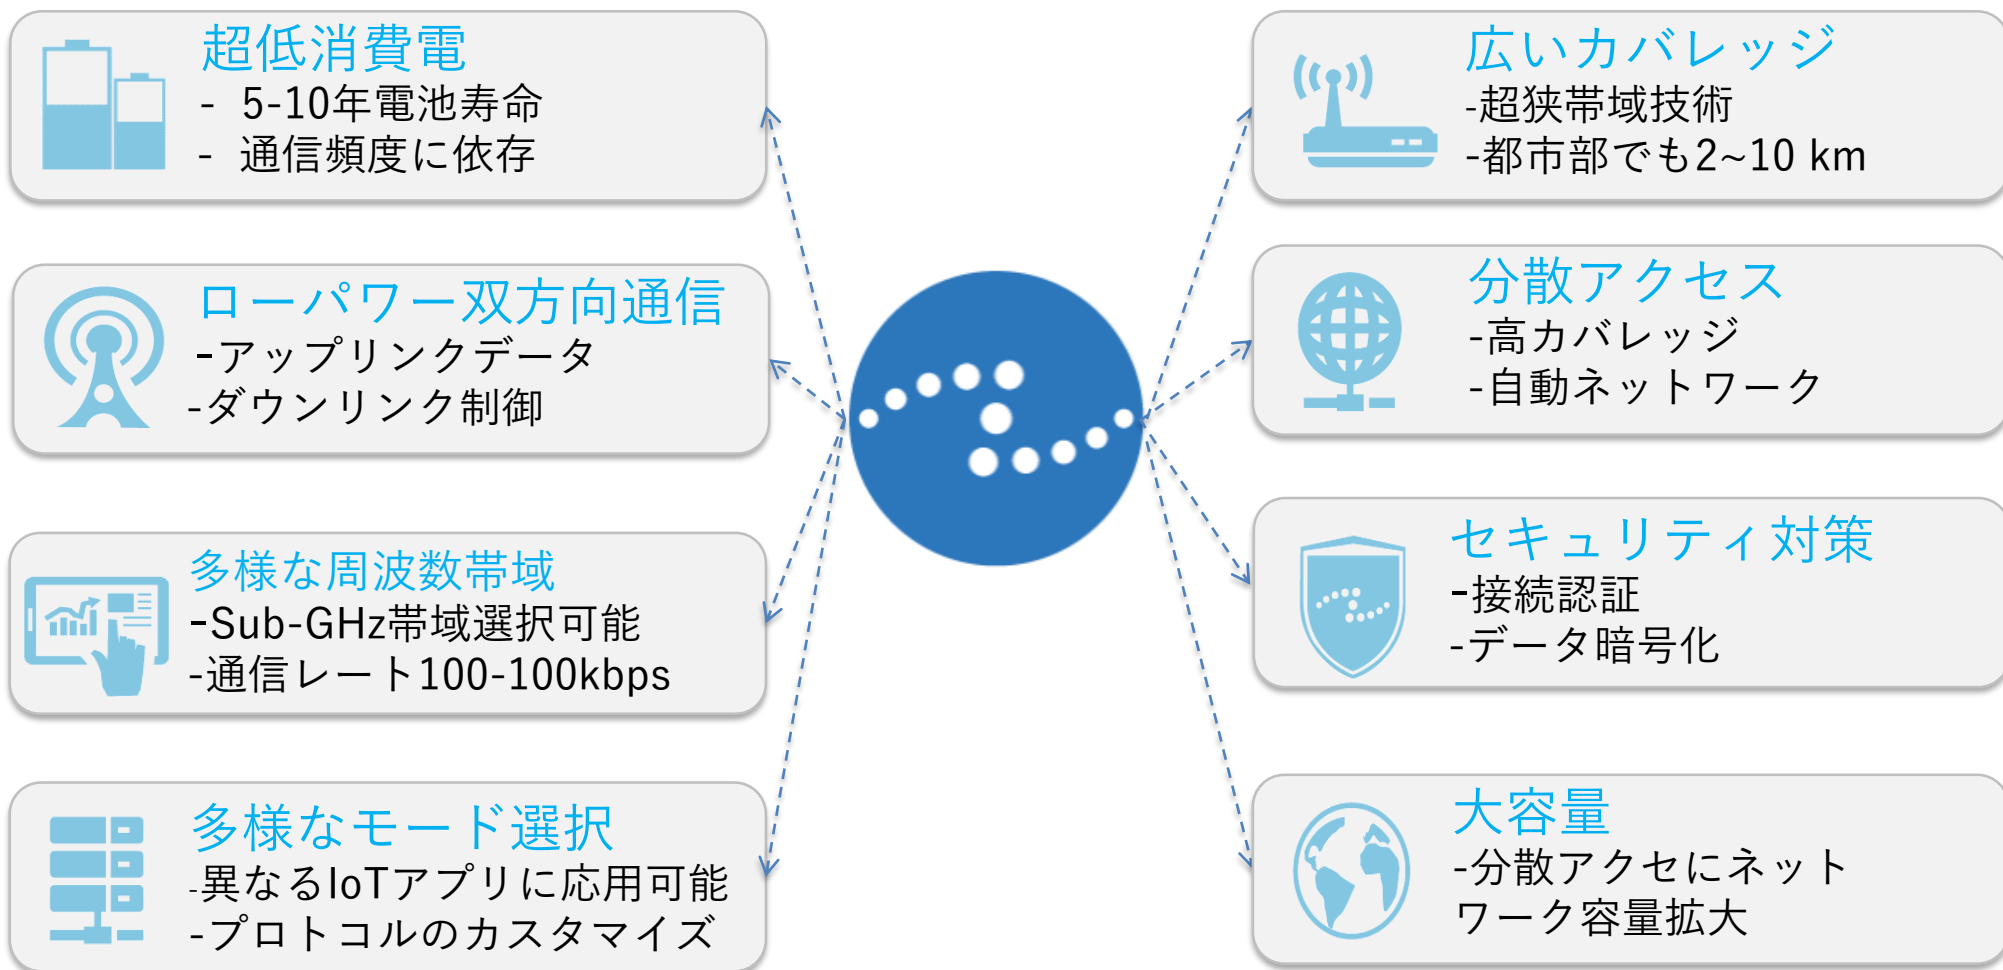 超低消費電
- 5-10年電池寿命
- 通信頻度に依存
ローパワー双方向通信
-アップリンクデータ
-ダウンリンク制御
多様な周波数帯域
-Sub-GHz帯域選択可能
-通信レート100-100kbps
多様なモード選択
-異なるIoTアプリに応用可能
-プロトコルのカスタマイズ
広いカバレッジ
-超狭帯域技術
-都市部でも2~10 km
分散アクセス
-高カバレッジ
-自動ネットワーク
セキュリティ対策
-接続認証
-データ暗号化
大容量
-分散アクセにネット
ワーク容量拡大